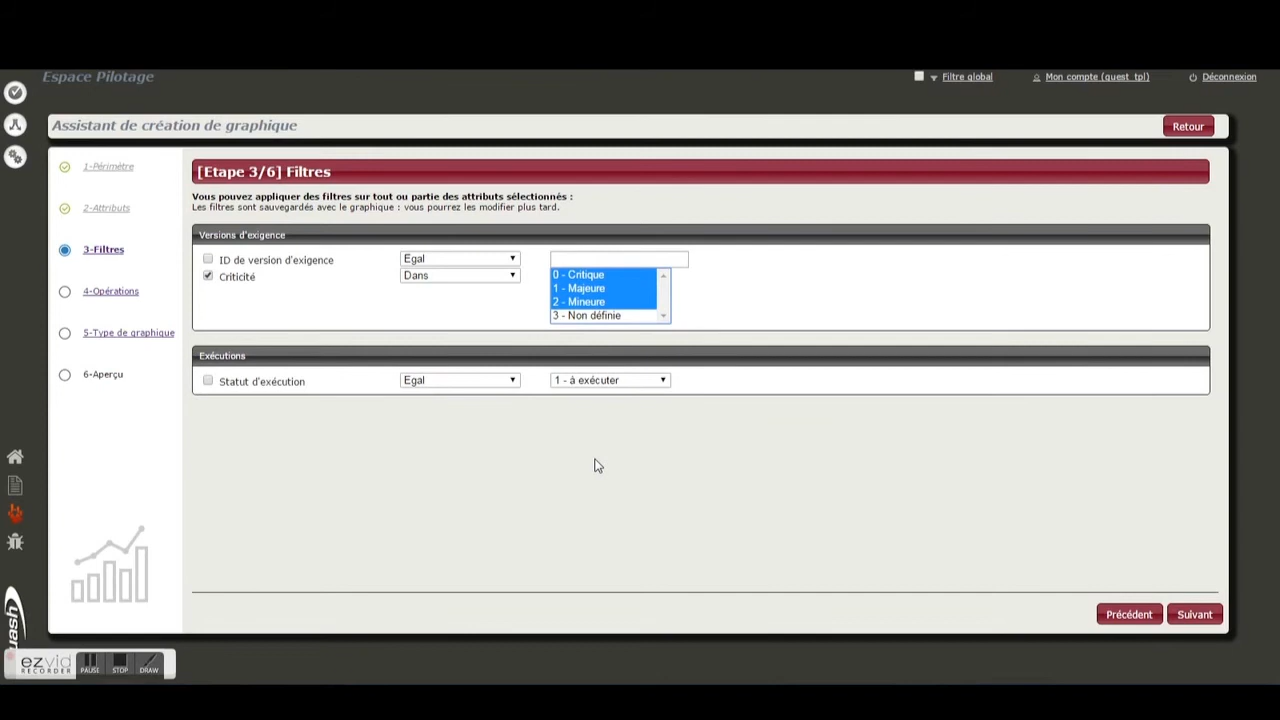 Espace Pilotage
Filtre global
Mon compte (guest_tpl)
Déconnexion
Assistant de création de graphique
Retour
1-Périmètre
2-Attributs
3-Filtres
4-Opérations
5-Type de graphique
6-Aperçu
[Etape 3/6] Filtres
Vous pouvez appliquer des filtres sur tout ou partie des attributs sélectionnés :
Les filtres sont sauvegardés avec le graphique : vous pourrez les modifier plus tard.
Versions d'exigence
ID de version d'exigence
Egal
Criticité
Dans
0 - Critique
1 - Majeure
2 - Mineure
3 - Non définie
Exécutions
Statut d'exécution
Egal
1 - à exécuter
Précédent
Suivant
uash
ezvid
RECORDER
PAUSE
STOP
DRAW